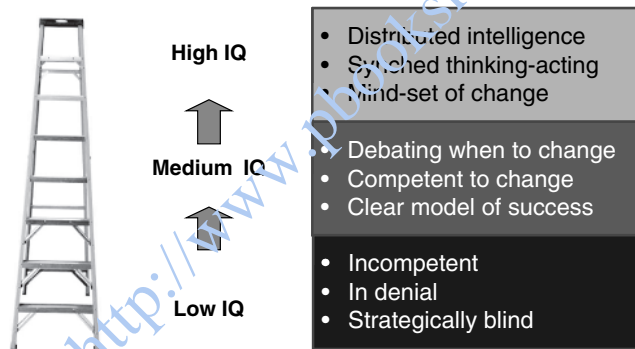 High IQ
• Distributed intelligence
• Synched thinking-acting
• Mind-set of change
Medium IQ
• Debating when to change
• Competent to change
• Clear model of success
Low IQ
• Incompetent
• In denial
• Strategically blind